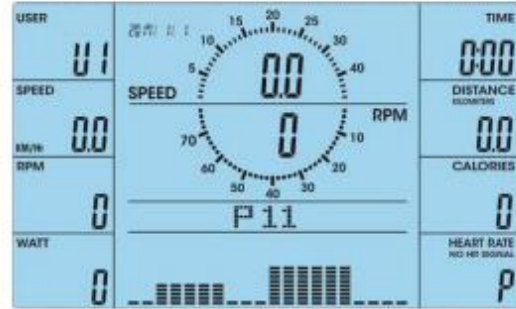 USER
U1
SPEED
KM/Hr 0.0
RPM
0
WATT
0
5 10 15 20 25 30 40
SPEED
0.0
0
RPM
70 60 50 40 30 20 10
P11
TIME
0:00
DISTANCE
KILOMETERS
0.0
CALORIES
0
HEART RATE
NO HR SIGNAL
P